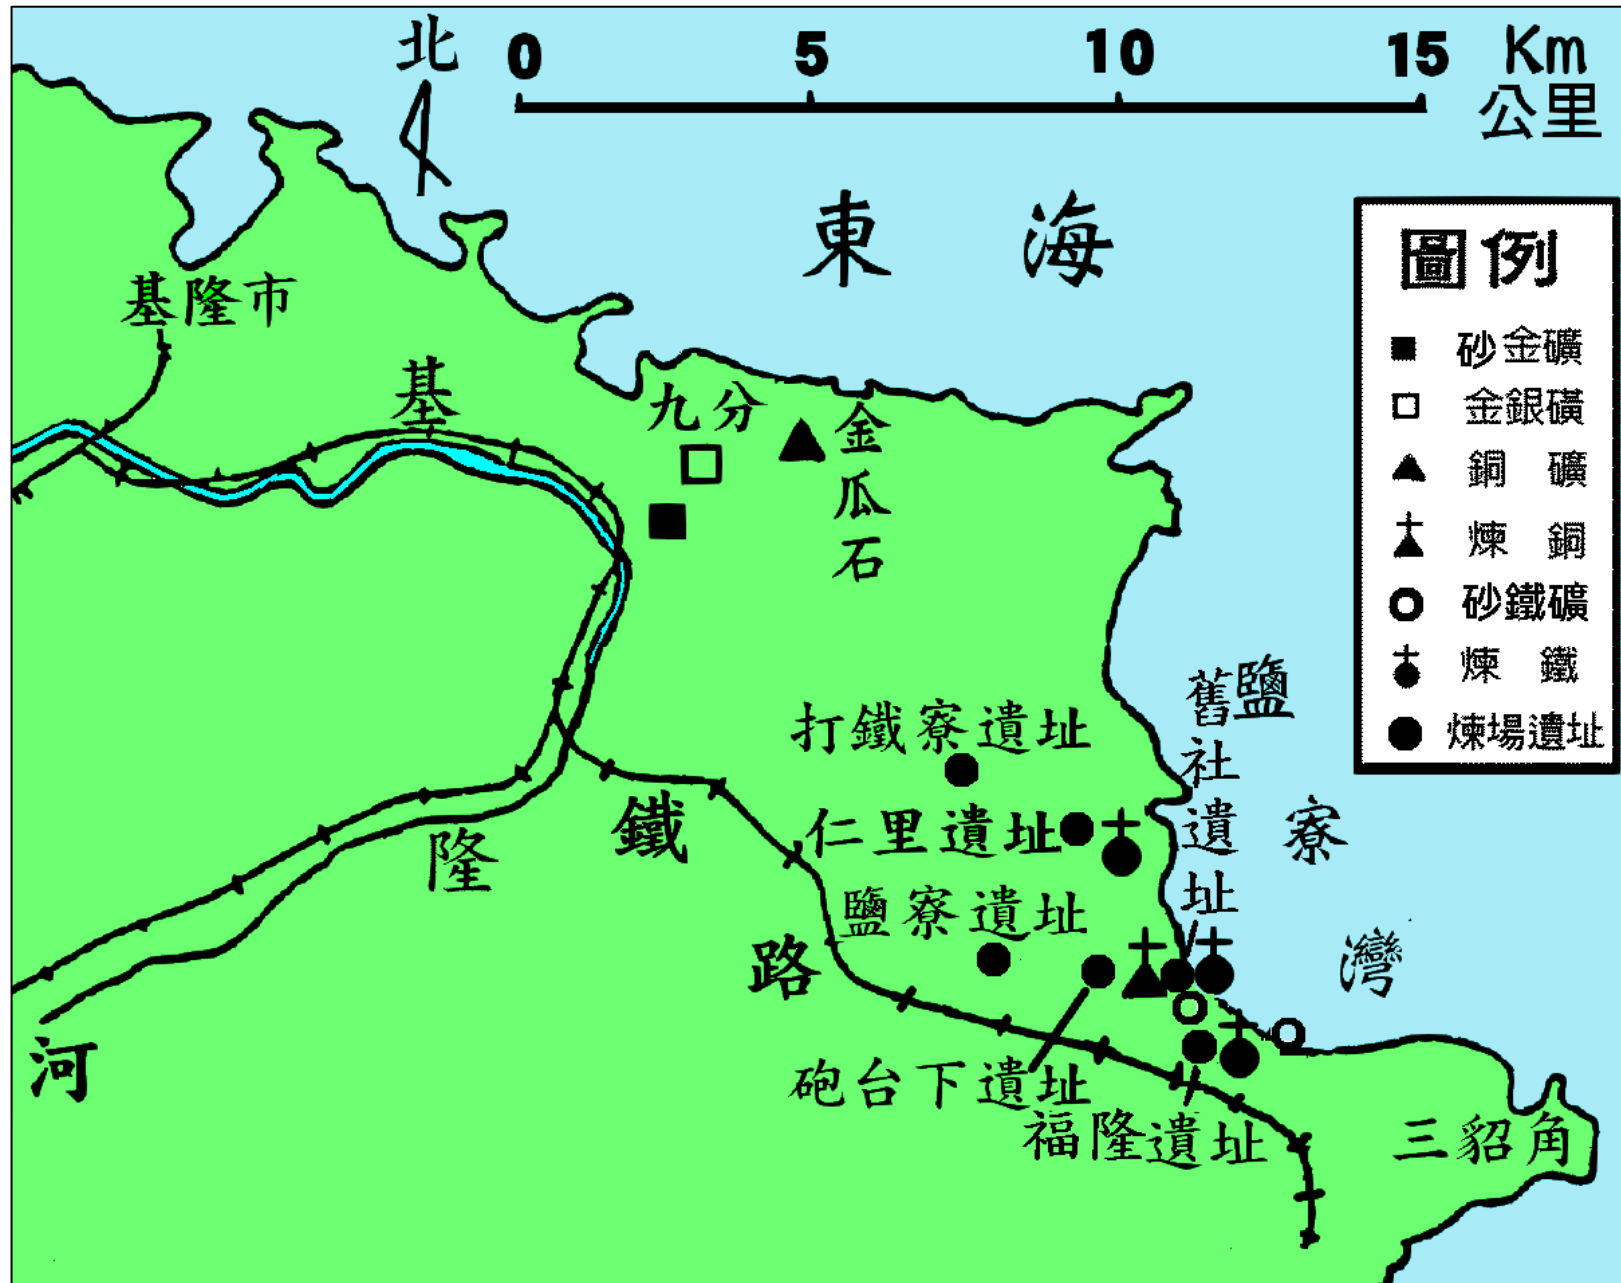 北
0 5 10 15 Km
公里
東海
圖例
砂金礦
金銀礦
銅礦
煉銅
砂鐵礦
煉鐵
煉場遺址
基隆市
基
隆
河
九分
金瓜石
鐵
路
打鐵寮遺址
仁里遺址
鹽寮遺址
舊社遺址
鹽
寮
灣
砲台下遺址
福隆遺址
三貂角